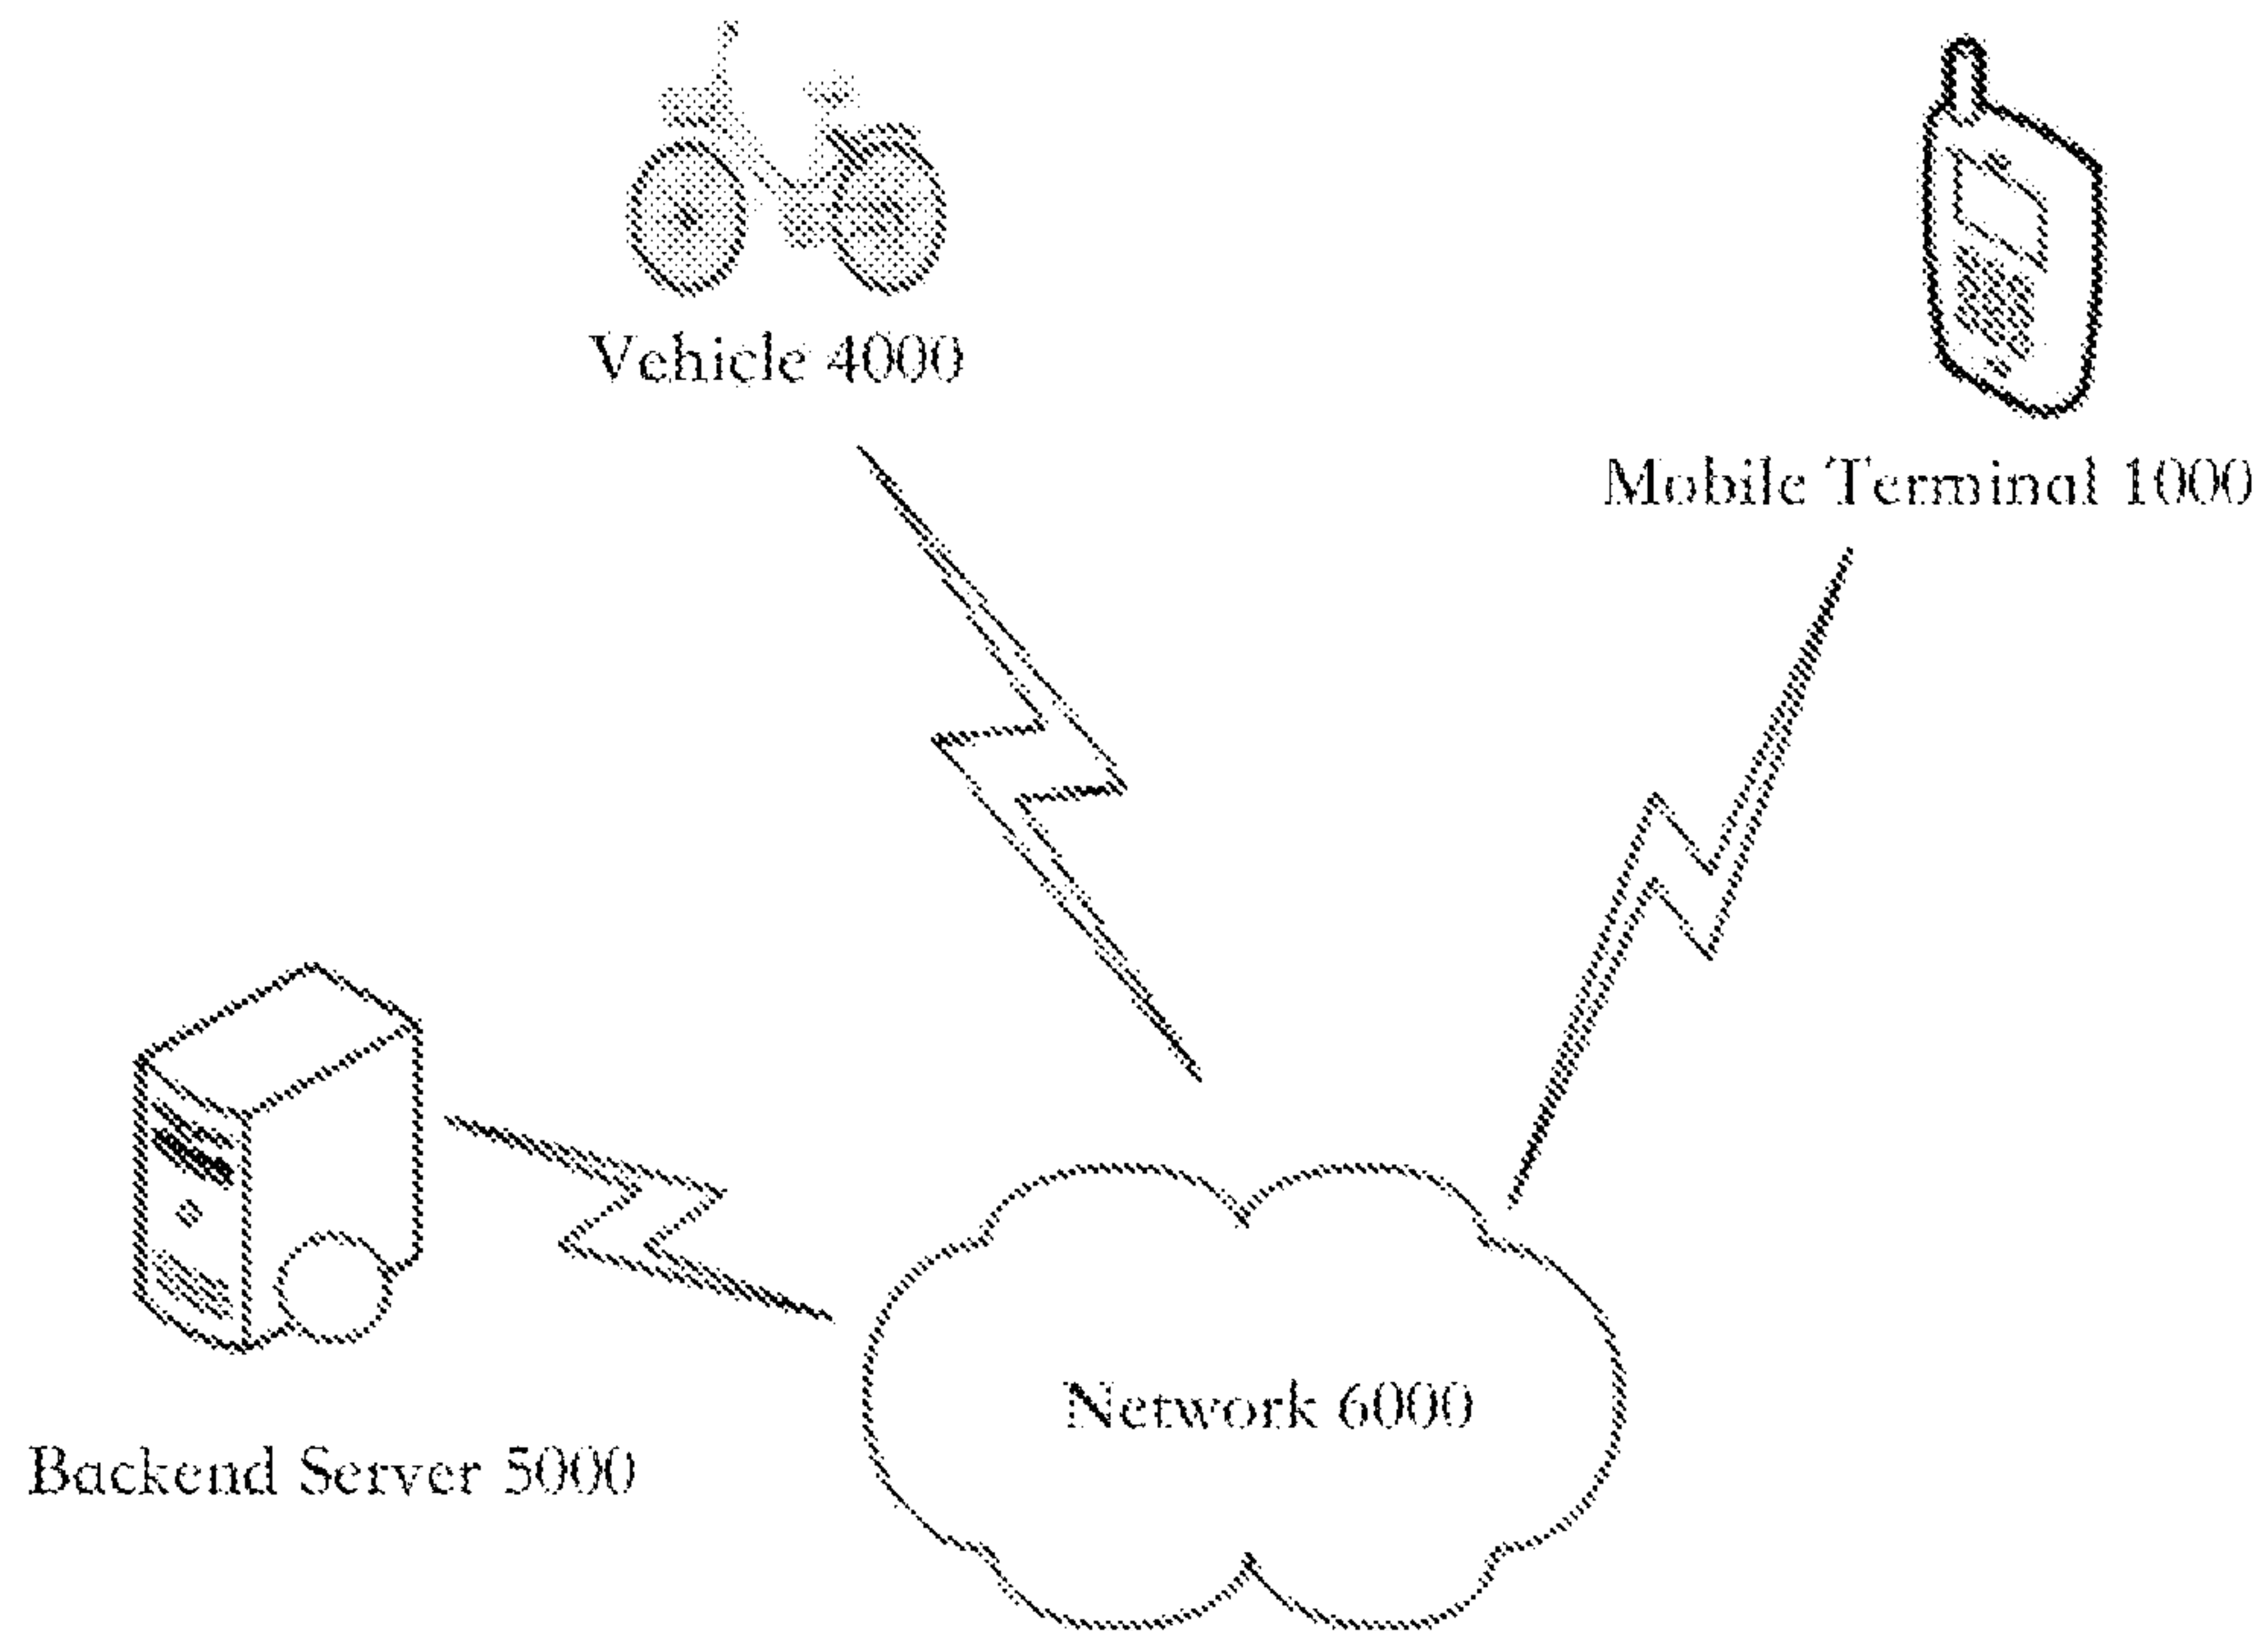 Vehicle 4000
Mobile Terminal 1000
Network 6000
Backend Server 5000